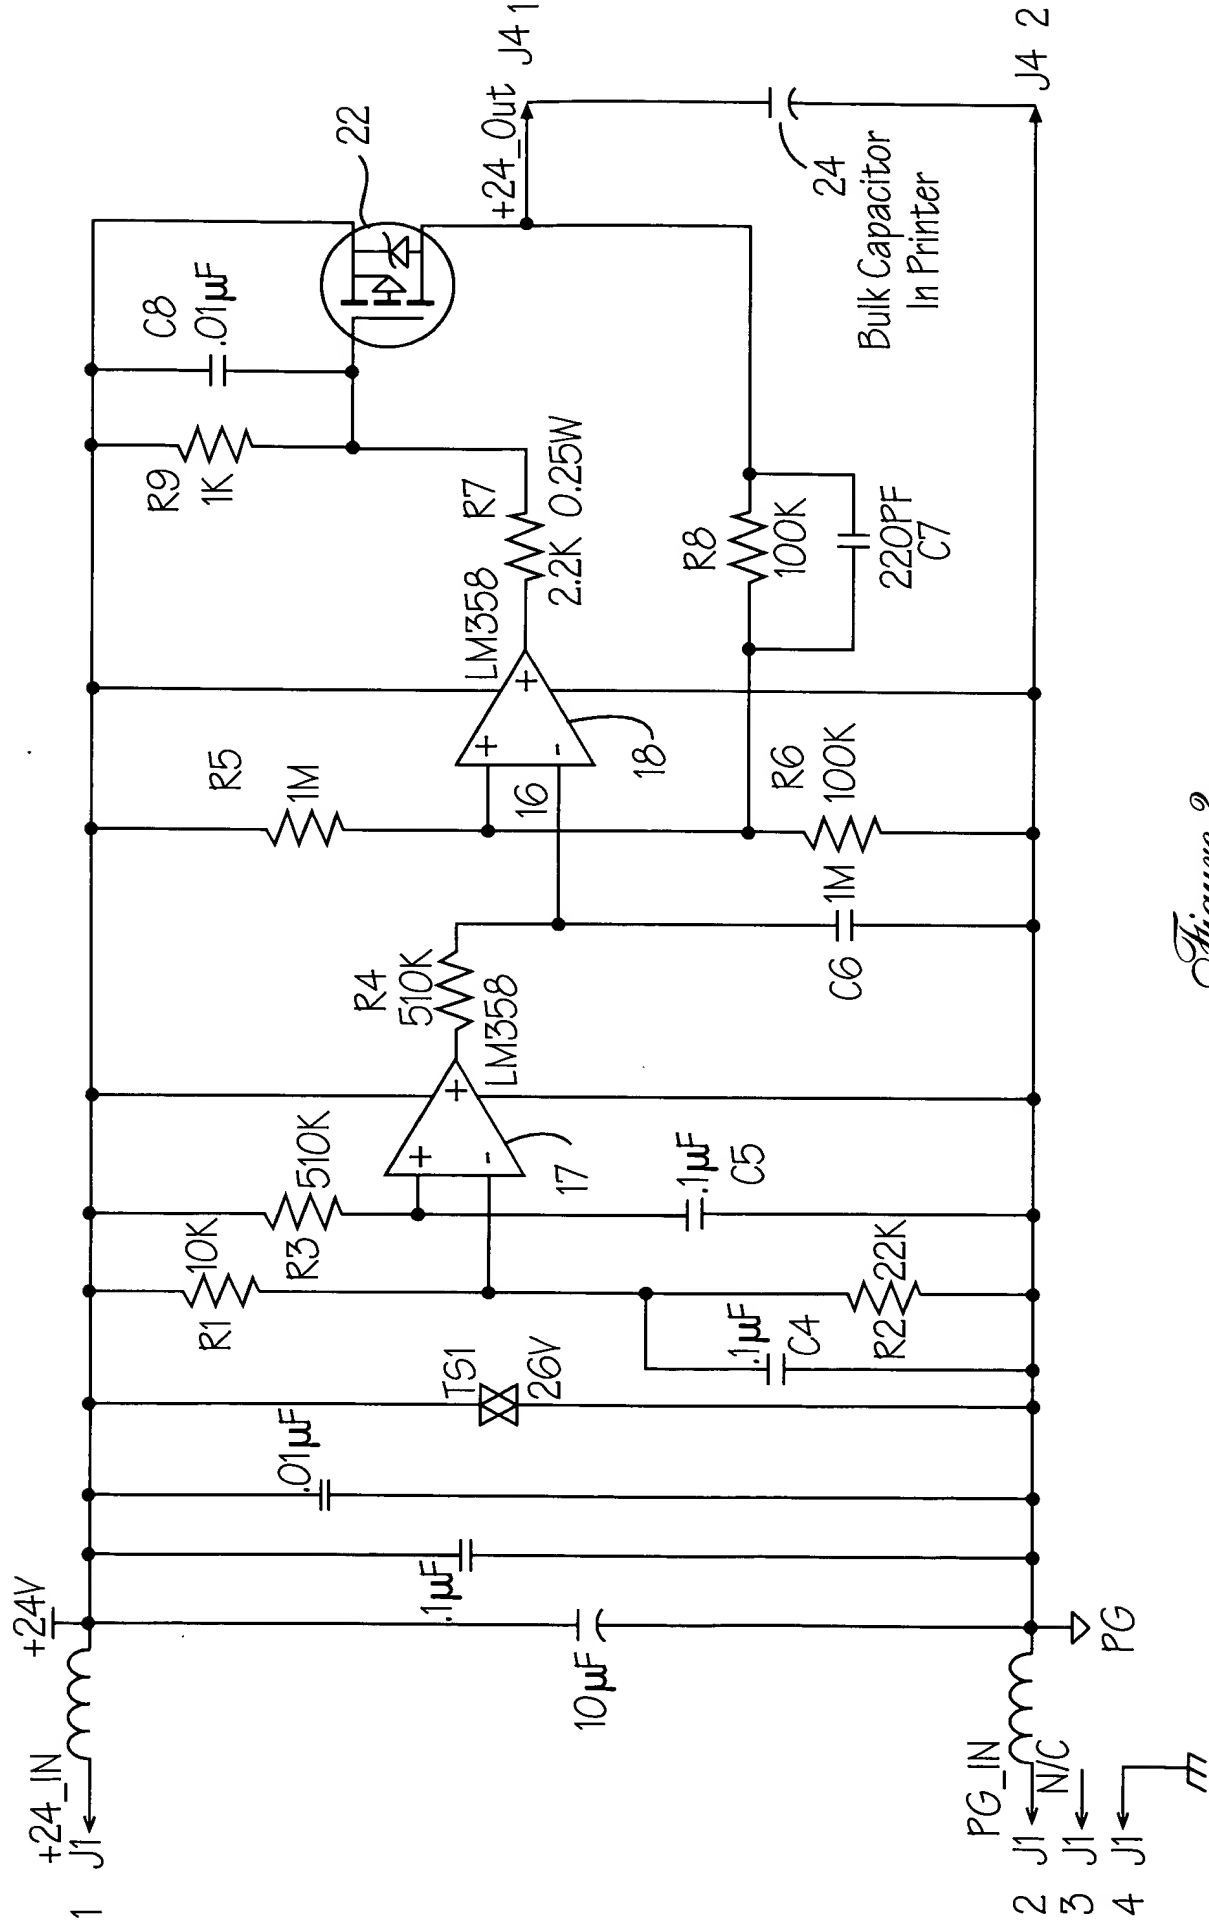 +24_IN
1 J1
+24V
10µF
.1µF
.01µF
TS1
26V
R1 10K
R3 510K
.1µF
C4
R2 22K
.1µF
C5
17
LM358
R4
510K
C6 1M
R5
1M
16
18
LM358
R6
100K
R7
2.2K 0.25W
R8
100K
220PF
C7
R9
1K
C8
.01µF
22
+24_Out J4 1
24
Bulk Capacitor
In Printer
J4 2
PG_IN
2 J1
N/C
3 J1
4 J1
PG
+
-
+
+
-
+